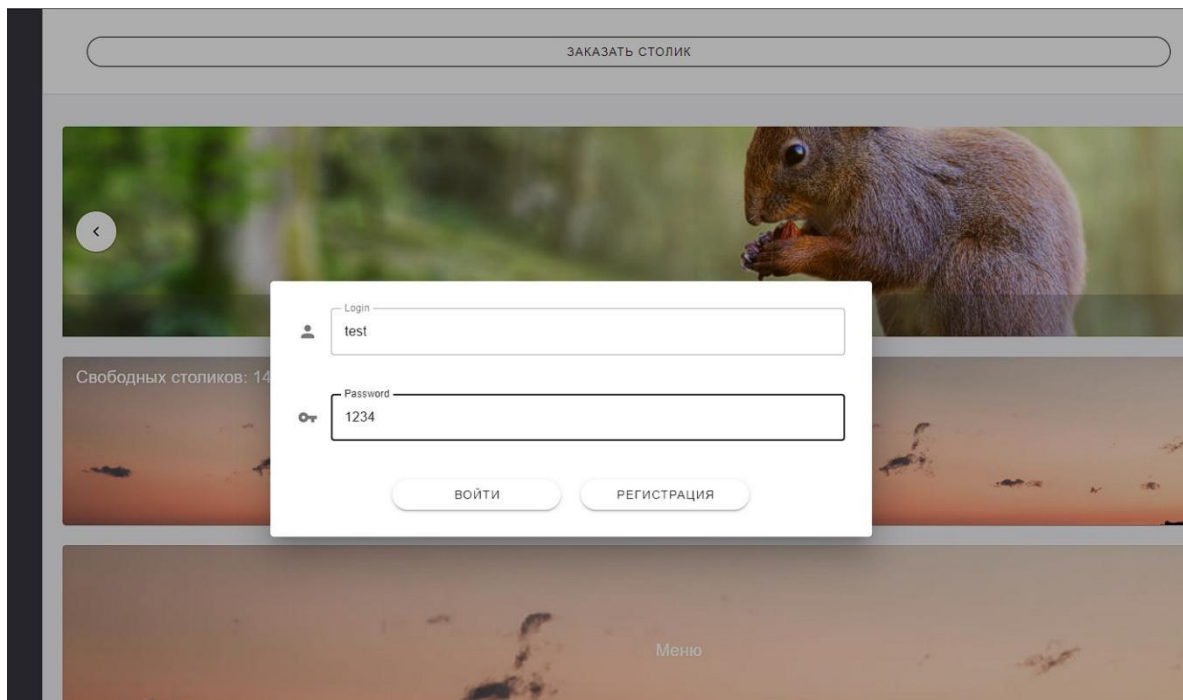 ЗАКАЗАТЬ СТОЛИК
Login
test
Свободных столиков: 14
Password
1234
ВОЙТИ
РЕГИСТРАЦИЯ
Меню